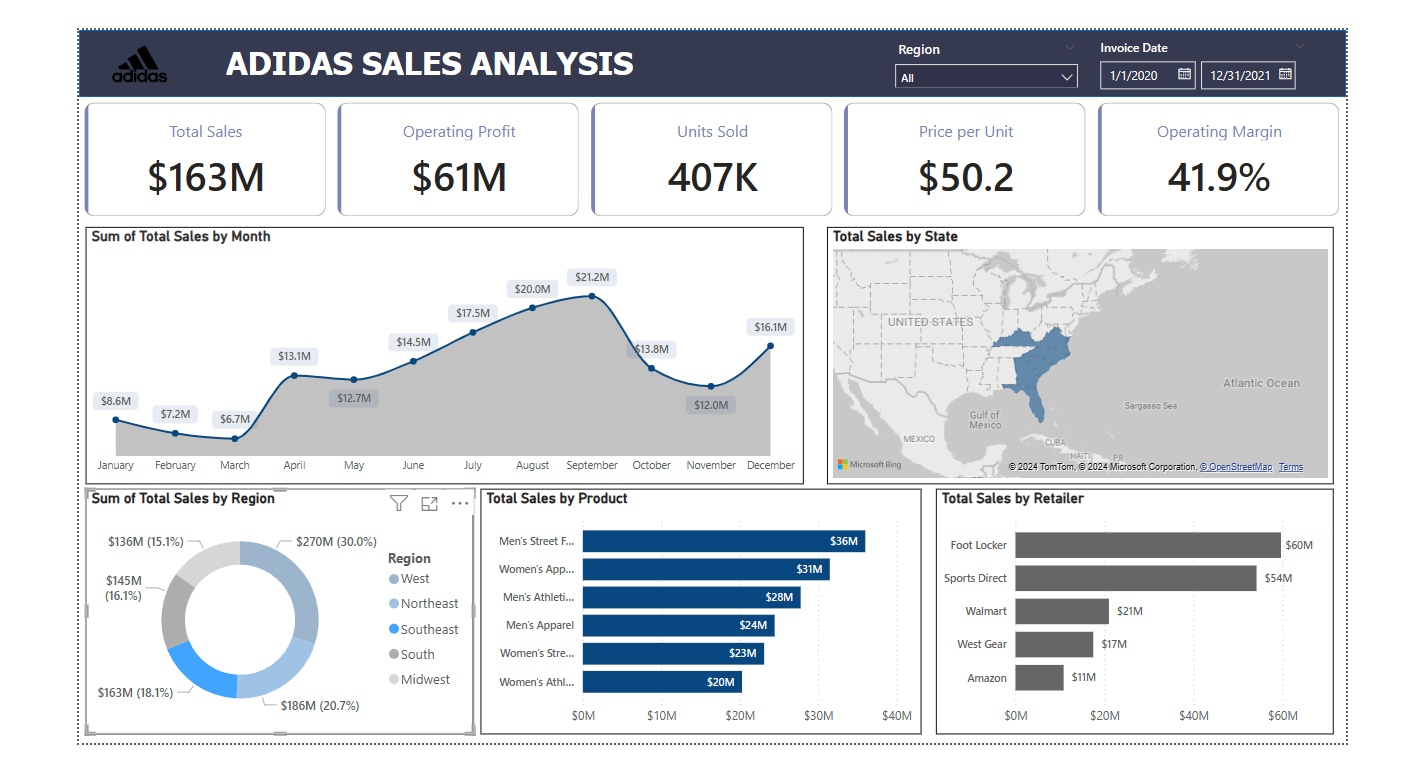 adidas
ADIDAS SALES ANALYSIS
Region
All
Invoice Date
1/1/2020
12/31/2021
Total Sales
$163M
Operating Profit
$61M
Units Sold
407K
Price per Unit
$50.2
Operating Margin
41.9%
Sum of Total Sales by Month
$8.6M
$7.2M
$6.7M
$13.1M
$12.7M
$14.5M
$17.5M
$20.0M
$21.2M
$13.8M
$12.0M
$16.1M
January
February
March
April
May
June
July
August
September
October
November
December
Total Sales by State
UNITED STATES
Atlantic Ocean
Sargasso Sea
Gulf of
Mexico
MEXICO
CUBA
HAITI
PR
Microsoft Bing
© 2024 TomTom, © 2024 Microsoft Corporation, © OpenStreetMap Terms
Sum of Total Sales by Region
$136M (15.1%)
$270M (30.0%)
$145M
(16.1%)
$163M (18.1%)
$186M (20.7%)
Region
West
Northeast
Southeast
South
Midwest
Total Sales by Product
Men's Street F...
$36M
Women's App...
$31M
Men's Athleti...
$28M
Men's Apparel
$24M
Women's Stre...
$23M
Women's Athl...
$20M
$0M
$10M
$20M
$30M
$40M
Total Sales by Retailer
Foot Locker
$60M
Sports Direct
$54M
Walmart
$21M
West Gear
$17M
Amazon
$11M
$0M
$20M
$40M
$60M